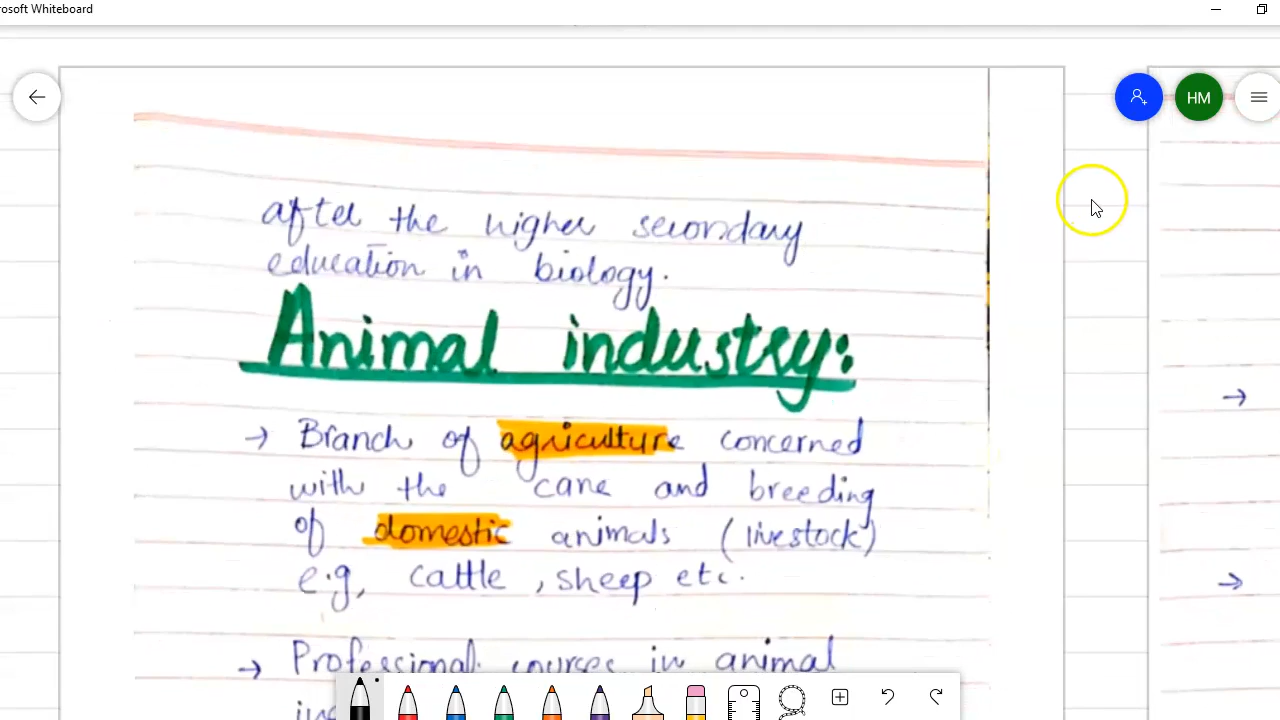 rosoft Whiteboard
HM
after the higher secondary
education in biology.
Animal industry:
→ Branch of agriculture concerned
with the care and breeding
of domestic animals (livestock)
e.g, cattle, sheep etc.
→ Professional courses in animal
→
→